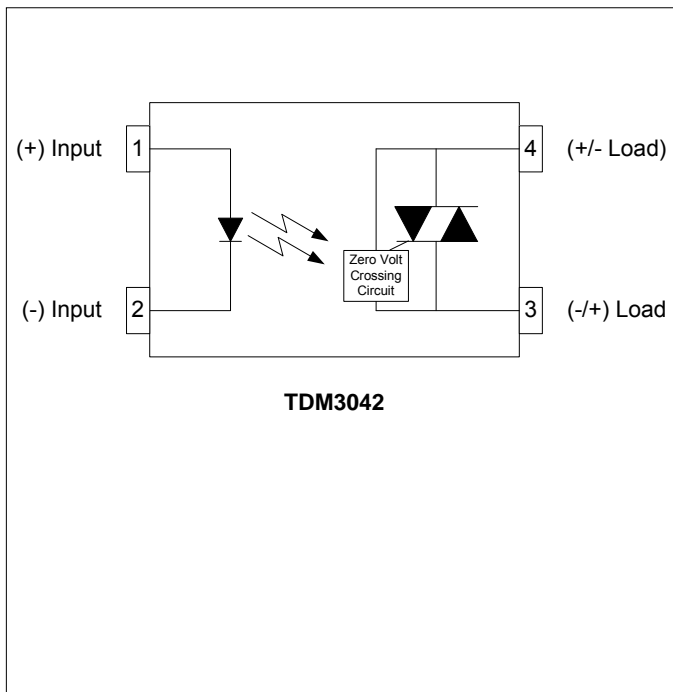 (+) Input 1
4 (+/- Load)
Zero Volt
Crossing
Circuit
(-) Input 2
3 (-/+) Load
TDM3042